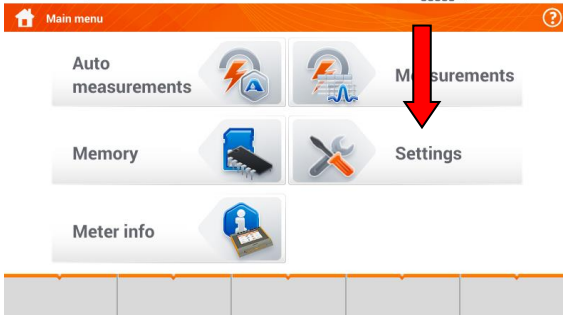 Main menu
Auto
measurements
Measurements
Memory
Settings
Meter info